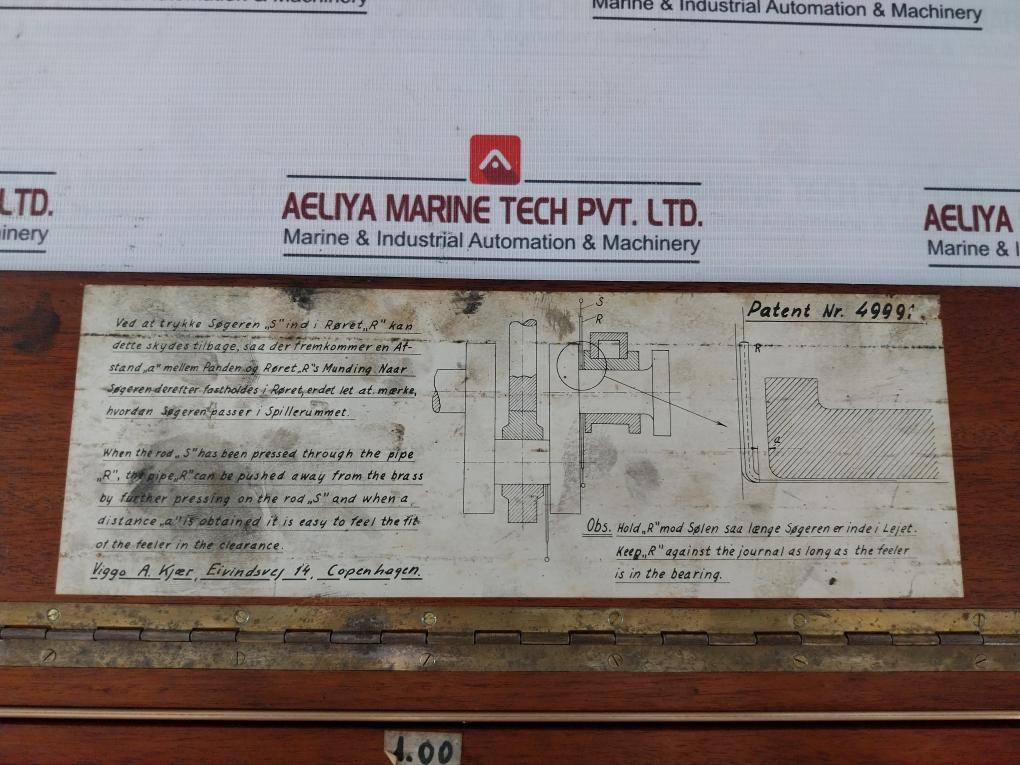 Marine & Industrial Automation & Machinery
LTD.
AELIYA MARINE TECH PVT. LTD.
AELIYA
Marine & Industrial Automation & Machinery
Marine &
Ved at trykke Søgeren „S" ind i Røret „R" kan
dette skydes tilbage, saa der fremkommer en Af-
stand „a" mellem Panden og Røret „R"s Munding Naar
Søgeren derefter fastholdes i Røret, er det let at mærke,
hvordan Søgeren passer i Spillerummet.
When the rod „S" has been pressed through the pipe
„R", the pipe „R" can be pushed away from the brass
by further pressing on the rod „S" and when a
distance „a" is obtained it is easy to feel the fit
of the feeler in the clearance.
Viggo A. Kjær, Eivindsvej 14, Copenhagen.
S
R
Patent Nr. 4999
R
a
Obs. Hold „R" mod Sølen saa længe Søgeren er inde i Lejet.
Keep „R" against the journal as long as the feeler
is in the bearing.
1.00